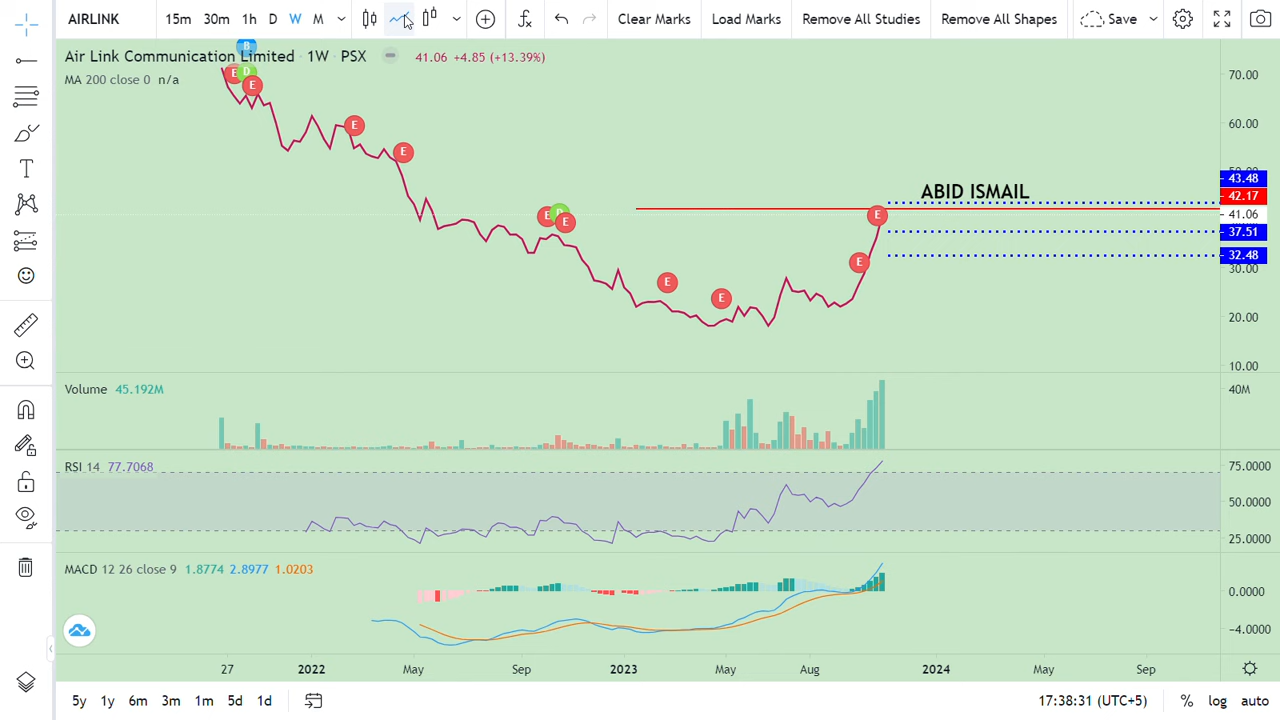 AIRLINK 15m 30m 1h D W M Clear Marks Load Marks Remove All Studies Remove All Shapes Save
Air Link Communication Limited · 1W · PSX 41.06 +4.85 (+13.39%)
MA 200 close 0 n/a
B
E D
E
E
E
E
E
E
E
E
E
ABID ISMAIL
70.00
60.00
43.48
42.17
41.06
37.51
32.48
30.00
20.00
10.00
Volume 45.192M
40M
RSI 14 77.7068
75.0000
50.0000
25.0000
MACD 12 26 close 9 1.8774 2.8977 1.0203
0.0000
−4.0000
27 2022 May Sep 2023 May Aug 2024 May Sep
5y 1y 6m 3m 1m 5d 1d 17:38:31 (UTC+5) % log auto